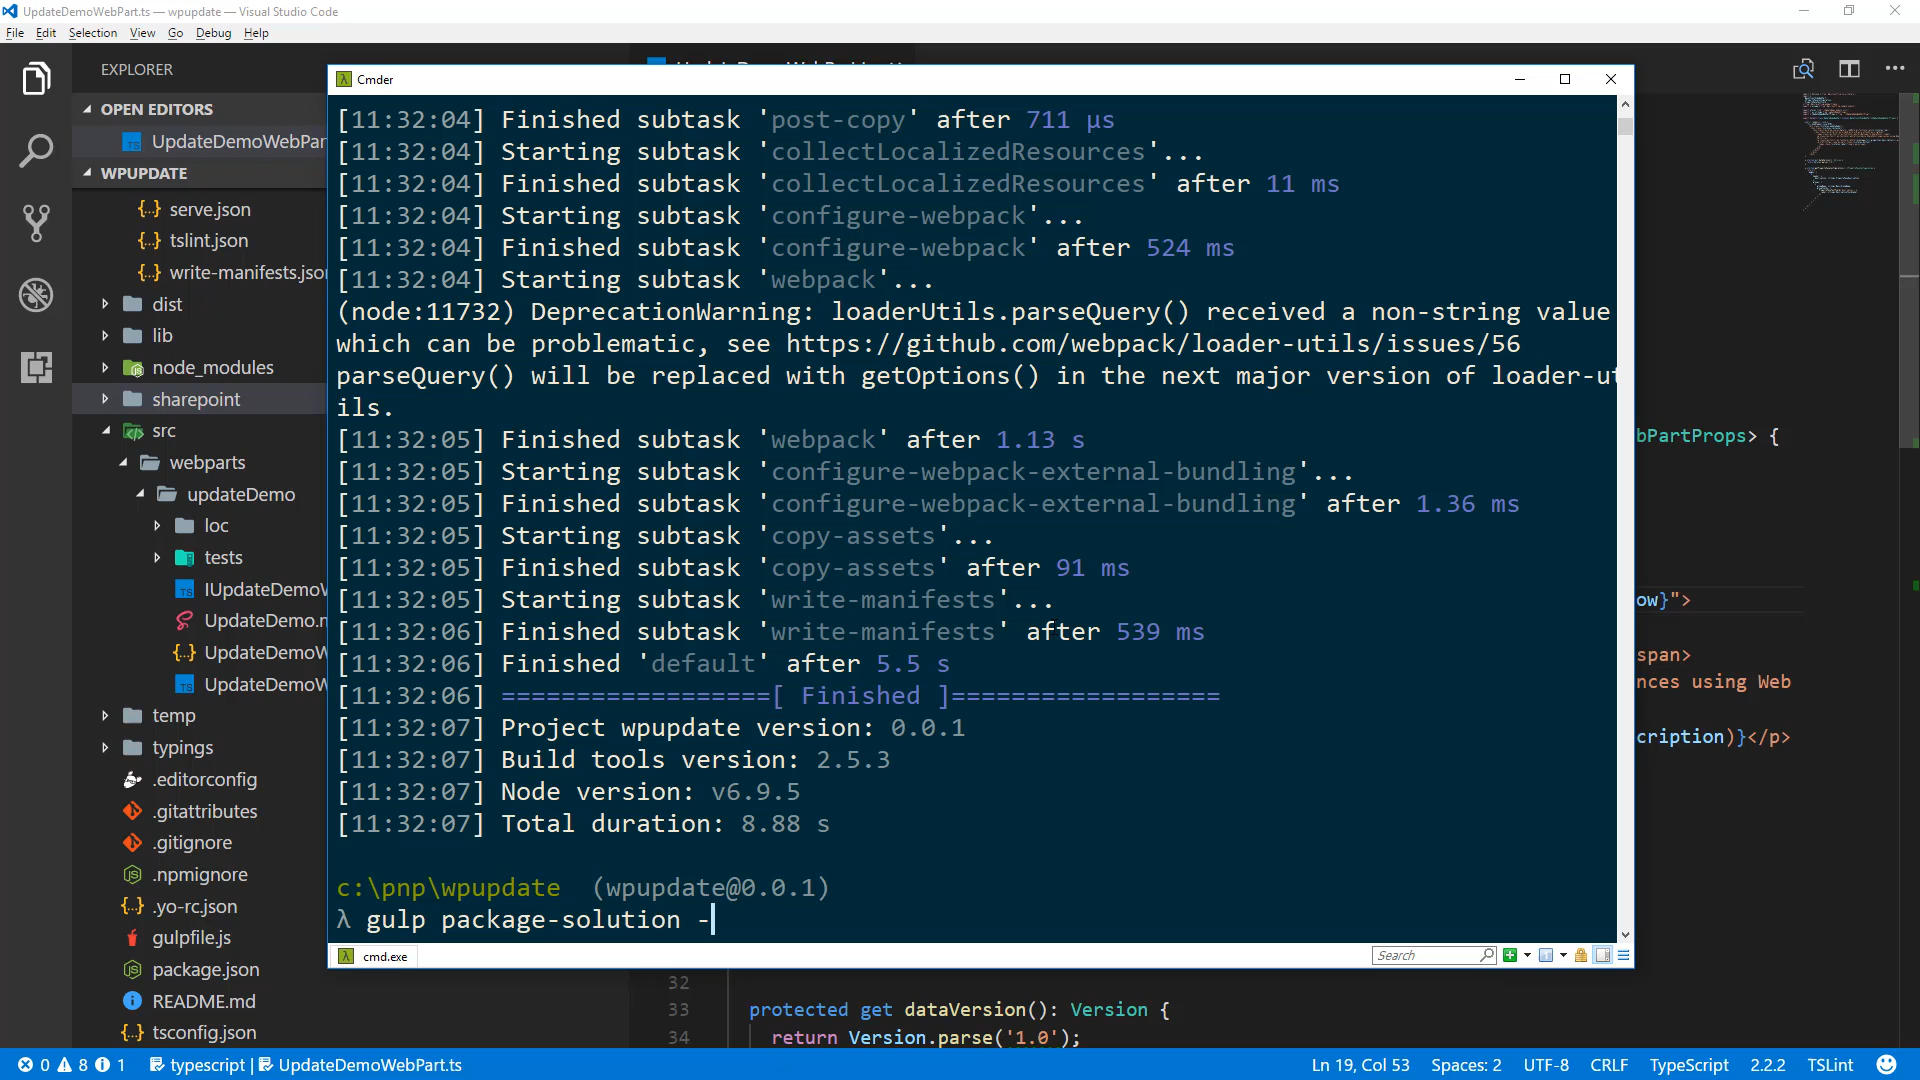 UpdateDemoWebPart.ts — wpupdate — Visual Studio Code
File Edit Selection View Go Debug Help
EXPLORER
OPEN EDITORS
UpdateDemoWebPar
WPUPDATE
serve.json
tslint.json
write-manifests.jso
dist
lib
node_modules
sharepoint
src
webparts
updateDemo
loc
tests
IUpdateDemoW
UpdateDemo.m
UpdateDemoW
UpdateDemoW
temp
typings
.editorconfig
.gitattributes
.gitignore
.npmignore
.yo-rc.json
gulpfile.js
package.json
README.md
tsconfig.json
Cmder
[11:32:04] Finished subtask 'post-copy' after 711 μs
[11:32:04] Starting subtask 'collectLocalizedResources'...
[11:32:04] Finished subtask 'collectLocalizedResources' after 11 ms
[11:32:04] Starting subtask 'configure-webpack'...
[11:32:04] Finished subtask 'configure-webpack' after 524 ms
[11:32:04] Starting subtask 'webpack'...
(node:11732) DeprecationWarning: loaderUtils.parseQuery() received a non-string value
which can be problematic, see https://github.com/webpack/loader-utils/issues/56
parseQuery() will be replaced with getOptions() in the next major version of loader-ut
ils.
[11:32:05] Finished subtask 'webpack' after 1.13 s
[11:32:05] Starting subtask 'configure-webpack-external-bundling'...
[11:32:05] Finished subtask 'configure-webpack-external-bundling' after 1.36 ms
[11:32:05] Starting subtask 'copy-assets'...
[11:32:05] Finished subtask 'copy-assets' after 91 ms
[11:32:05] Starting subtask 'write-manifests'...
[11:32:06] Finished subtask 'write-manifests' after 539 ms
[11:32:06] Finished 'default' after 5.5 s
[11:32:06] ==================[ Finished ]==================
[11:32:07] Project wpupdate version: 0.0.1
[11:32:07] Build tools version: 2.5.3
[11:32:07] Node version: v6.9.5
[11:32:07] Total duration: 8.88 s
c:\pnp\wpupdate (wpupdate@0.0.1)
λ gulp package-solution -
cmd.exe
Search
bPartProps> {
ow}">
span>
nces using Web
cription)}</p>
32
33 protected get dataVersion(): Version {
34 return Version.parse('1.0');
0 8 1 typescript | UpdateDemoWebPart.ts
Ln 19, Col 53 Spaces: 2 UTF-8 CRLF TypeScript 2.2.2 TSLint